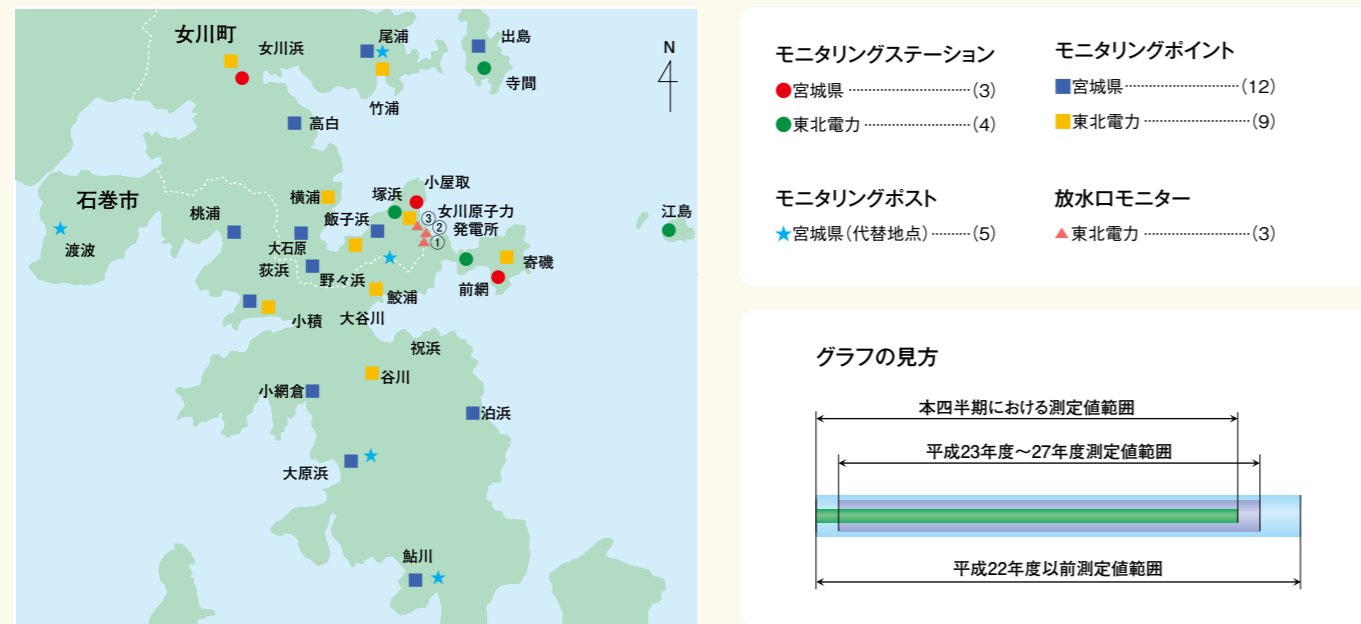 女川町
女川浜
尾浦
出島
寺間
竹浦
高白
N
石巻市
渡波
桃浦
横浦
大石原
飯子浜
塚浜
小屋取
女川原子力
発電所
③
②
①
江島
荻浜
野々浜
鮫浦
前網
寄磯
小積
大谷川
祝浜
谷川
小網倉
泊浜
大原浜
鮎川
モニタリングステーション
宮城県 (3)
東北電力 (4)
モニタリングポイント
宮城県 (12)
東北電力 (9)
モニタリングポスト
宮城県(代替地点) (5)
放水口モニター
東北電力 (3)
グラフの見方
本四半期における測定値範囲
平成23年度〜27年度測定値範囲
平成22年度以前測定値範囲